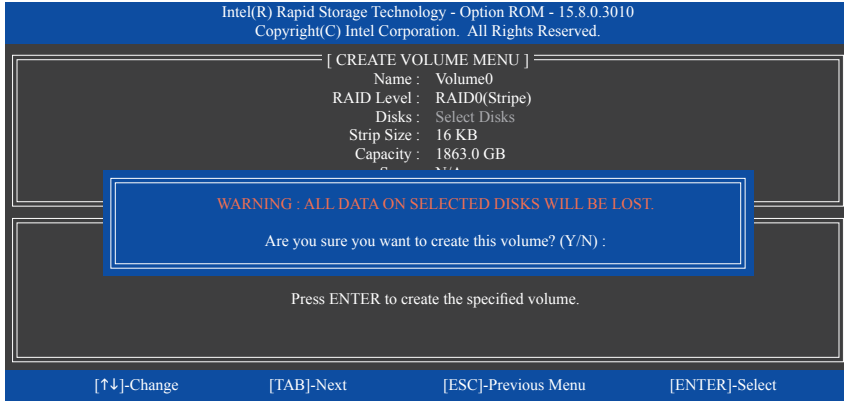 Intel(R) Rapid Storage Technology - Option ROM - 15.8.0.3010
Copyright(C) Intel Corporation. All Rights Reserved.
[ CREATE VOLUME MENU ]
Name : Volume0
RAID Level : RAID0(Stripe)
Disks : Select Disks
Strip Size : 16 KB
Capacity : 1863.0 GB
WARNING : ALL DATA ON SELECTED DISKS WILL BE LOST.
Are you sure you want to create this volume? (Y/N) :
Press ENTER to create the specified volume.
[↑↓]-Change [TAB]-Next [ESC]-Previous Menu [ENTER]-Select